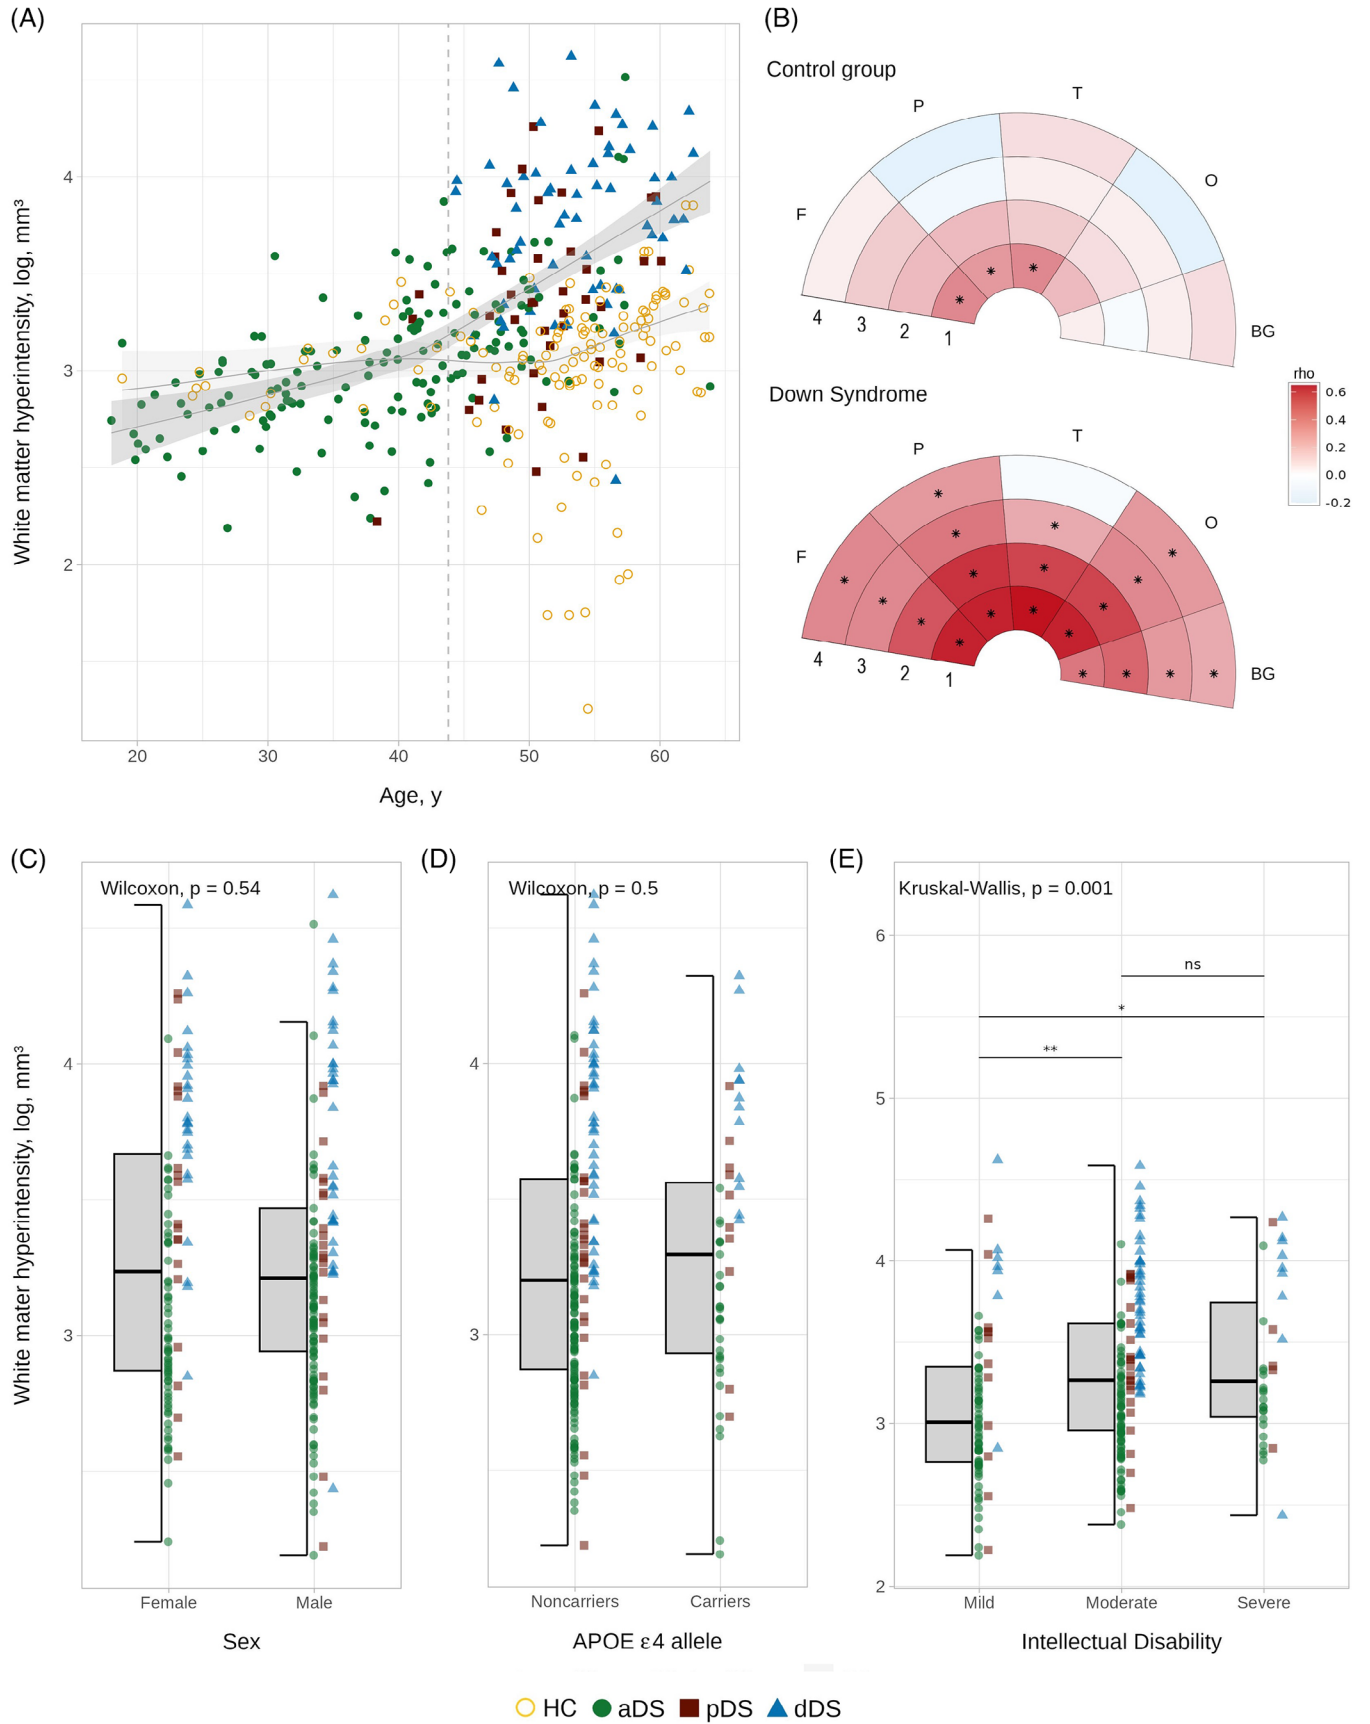 (A)
White matter hyperintensity, log, mm³
4
3
2
20 30 40 50 60
Age, y
(B)
Control group
F P T O BG
4 3 2 1
Down Syndrome
F P T O BG
4 3 2 1
rho
0.6
0.4
0.2
0.0
-0.2
(C)
Wilcoxon, p = 0.54
White mater hyperintensity, log, mm³
4
3
Female Male
Sex
(D)
Wilcoxon, p = 0.5
4
3
Noncarriers Carriers
APOE ε4 allele
(E)
Kruskal-Wallis, p = 0.001
6
5
4
3
2
ns
*
**
Mild Moderate Severe
Intellectual Disability
HC aDS pDS dDS